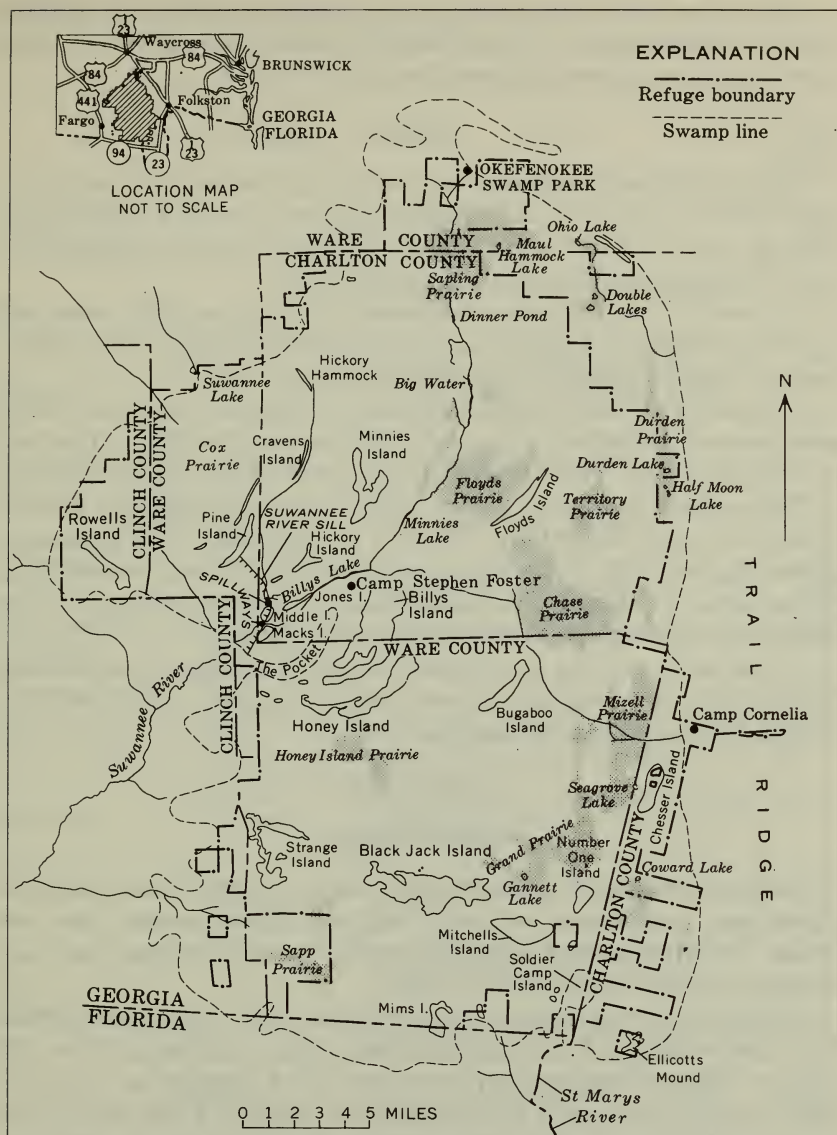 U S
23
Waycross
84
U S
BRUNSWICK
84
U S
441
U S
Folkston
GEORGIA
FLORIDA
Fargo
94
23
1
23
U S
LOCATION MAP
NOT TO SCALE
EXPLANATION
Refuge boundary
Swamp line
OKEFENOKEE
SWAMP PARK
WARE COUNTY
CHARLTON COUNTY
Ohio Lake
Maul
Hammock
Lake
Sapling
Prairie
Double
Lakes
Dinner Pond
Suwannee
Lake
Hickory
Hammock
Big Water
N
CLINCH COUNTY
WARE COUNTY
Cox
Prairie
Cravens
Island
Minnies
Island
Durden
Prairie
Durden Lake
Half Moon
Lake
Floyds
Prairie
Floyds Island
Territory
Prairie
Rowells
Island
Pine
Island
SUWANNEE
RIVER SILL
Hickory
Island
Minnies
Lake
SPILLWAYS
Billys Lake
Camp Stephen Foster
Jones I.
Billys
Island
Middle I.
Macks I.
Chase
Prairie
TRAIL RIDGE
The Pocket
WARE COUNTY
CLINCH COUNTY
Suwannee River
Honey Island
Bugaboo
Island
Mizell
Prairie
Camp Cornelia
Honey Island Prairie
Seagrove
Lake
Chesser Island
Strange
Island
Black Jack Island
Grand Prairie
Number
One
Island
Gannett
Lake
Coward Lake
CHARLTON COUNTY
Mitchells
Island
Sapp
Prairie
Soldier
Camp
Island
GEORGIA
FLORIDA
Mims I.
Ellicotts
Mound
St Marys
River
0 1 2 3 4 5 MILES